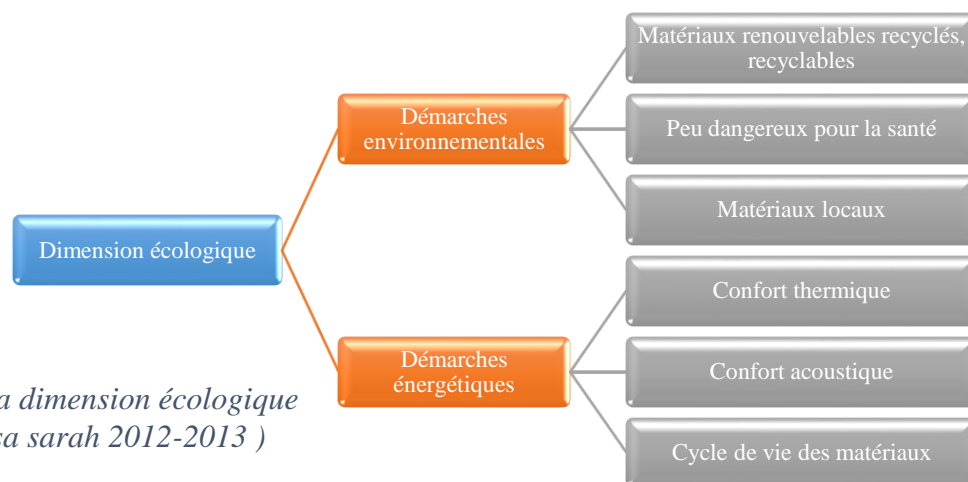 Matériaux renouvelables recyclés,
recyclables
Démarches
environnementales
Peu dangereux pour la santé
Matériaux locaux
Dimension écologique
Confort thermique
Démarches
énergétiques
Confort acoustique
Cycle de vie des matériaux
dimension écologique
sarah 2012-2013 )